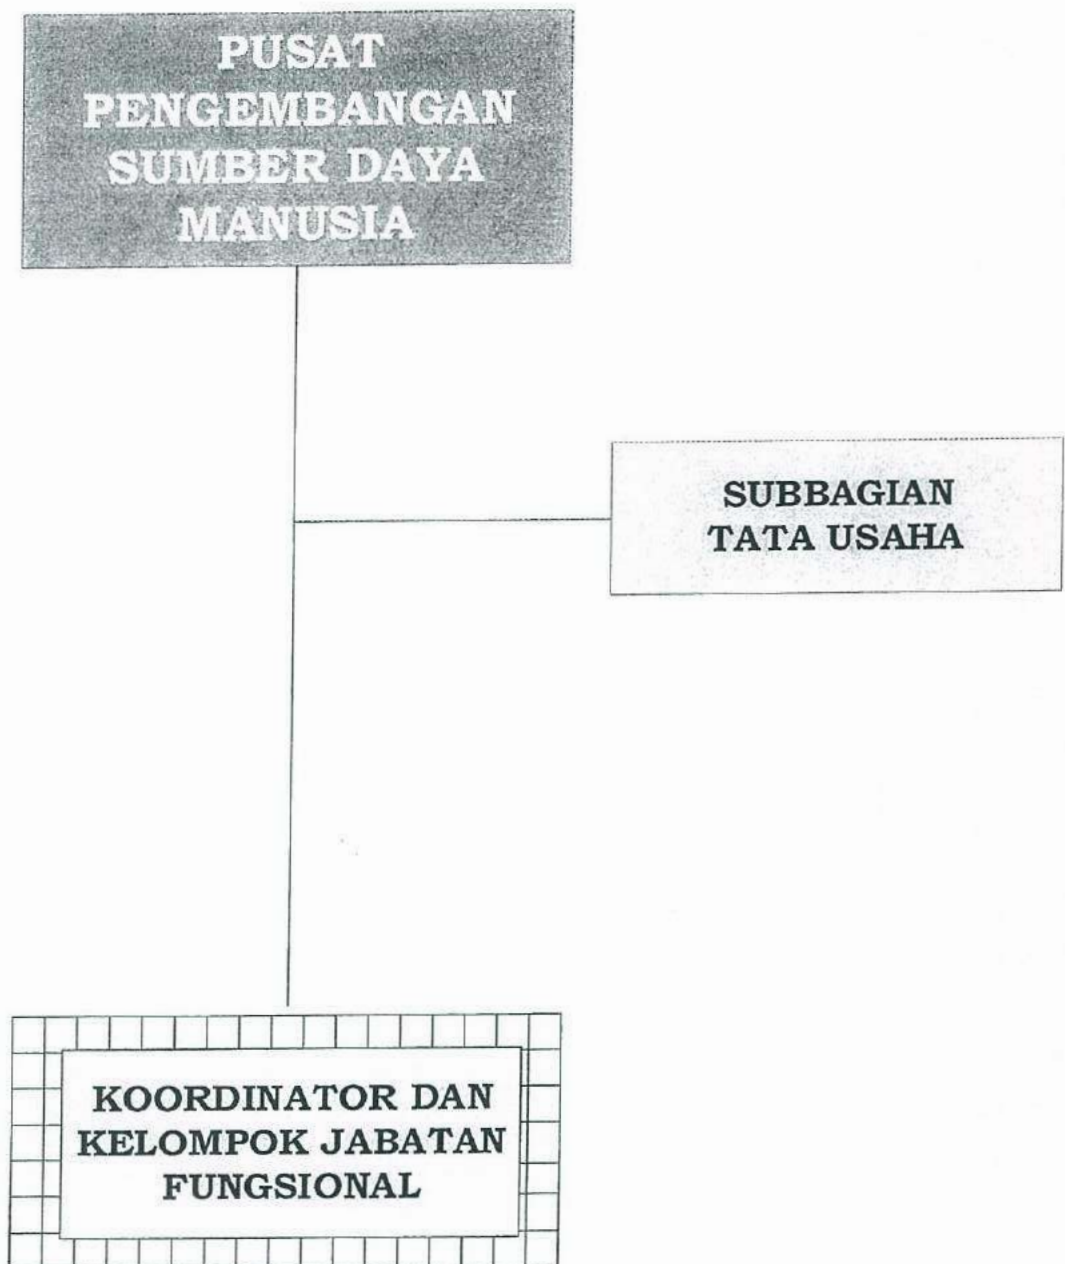 PUSAT
PENGEMBANGAN
SUMBER DAYA
MANUSIA
SUBBAGIAN
TATA USAHA
KOORDINATOR DAN
KELOMPOK JABATAN
FUNGSIONAL